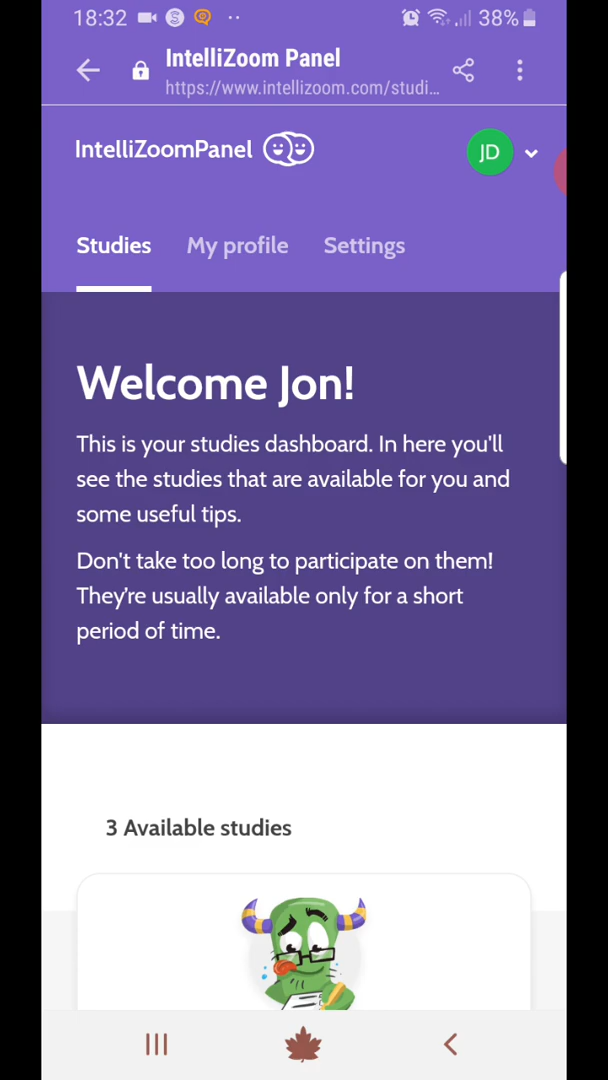 18:32
38%
IntelliZoom Panel
https://www.intellizoom.com/studi...
IntelliZoomPanel
JD
Studies My profile Settings
Welcome Jon!
This is your studies dashboard. In here you'll
see the studies that are available for you and
some useful tips.
Don't take too long to participate on them!
They're usually available only for a short
period of time.
3 Available studies